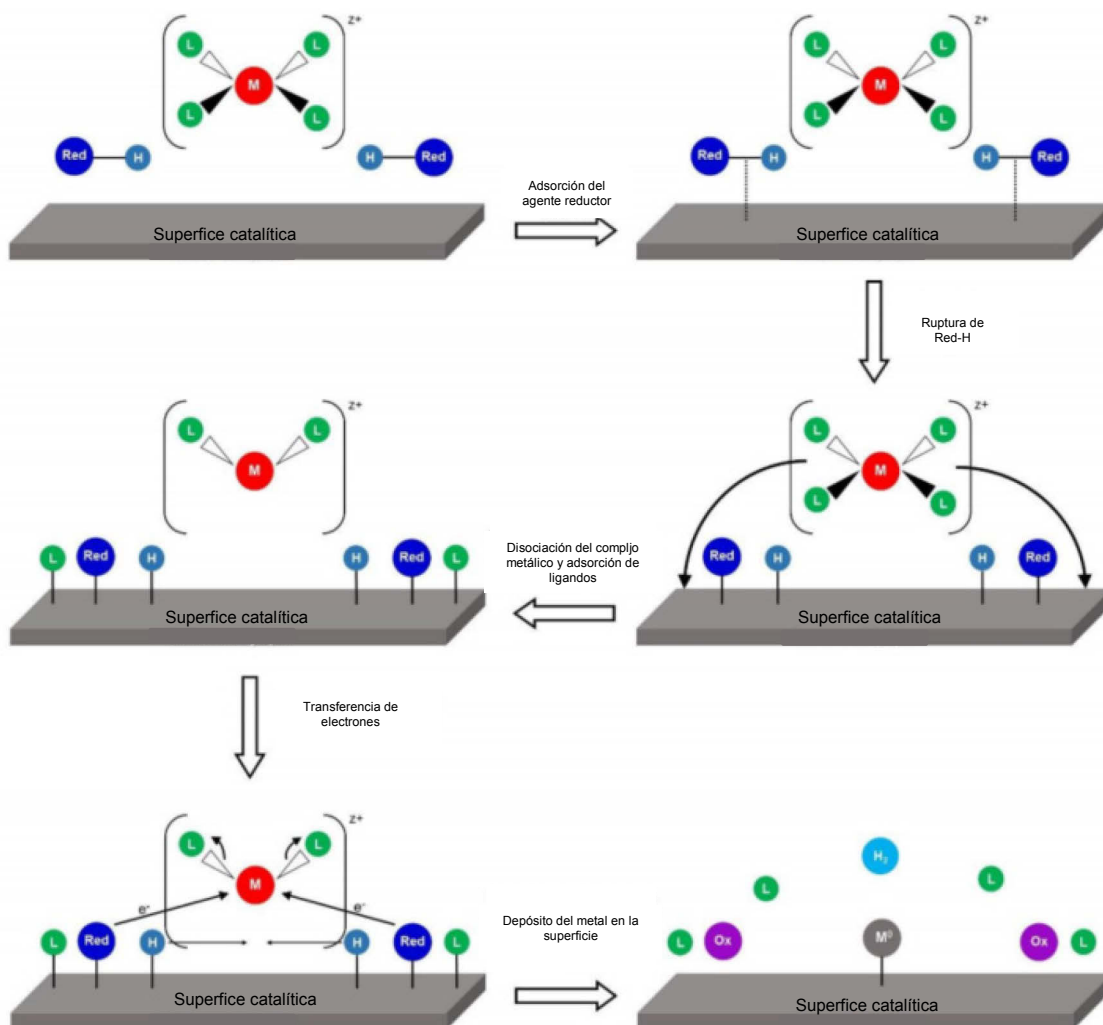 L
L
z+
M
L
L
Red
H
H
Red
Superfice catalítica
Adsorción del
agente reductor
L
L
z+
M
L
L
Red
H
H
Red
Superfice catalítica
Ruptura de
Red-H
L
L
z+
M
L
L
Red
H
H
Red
Superfice catalítica
Disociación del compljo
metálico y adsorción de
ligandos
L
L
z+
M
L
Red
H
H
Red
L
Superfice catalítica
Transferencia de
electrones
L
L
z+
M
e-
e-
L
Red
H
H
Red
L
Superfice catalítica
Depósito del metal en la
superficie
H2
L
L
L
Ox
M0
Ox
L
Superfice catalítica